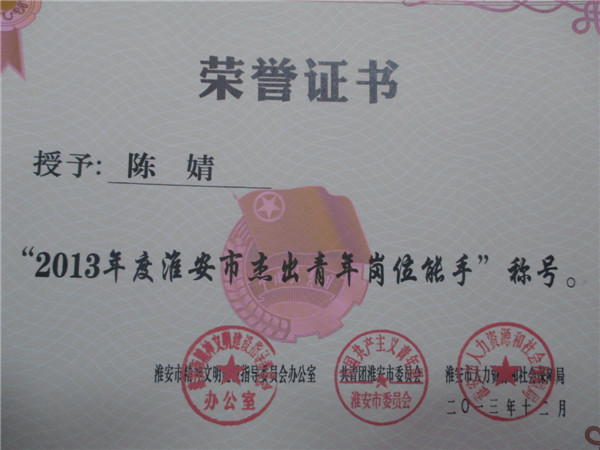 荣誉证书
授予: 陈 婧
“2013年度淮安市杰出青年岗位能手”称号。
淮安市精神文明建设指导委员会办公室 共青团淮安市委员会 淮安市人力资源和社会保障局
办公室 淮安市委员会
二〇一三年十二月